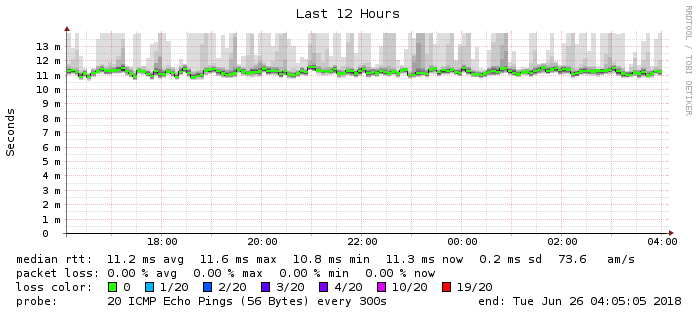 Last 12 Hours
RRDTOOL / TOBI OETIKER
Seconds
13 m
12 m
11 m
10 m
9 m
8 m
7 m
6 m
5 m
4 m
3 m
2 m
1 m
0
18:00 20:00 22:00 00:00 02:00 04:00
median rtt: 11.2 ms avg 11.6 ms max 10.8 ms min 11.3 ms now 0.2 ms sd 73.6 am/s
packet loss: 0.00 % avg 0.00 % max 0.00 % min 0.00 % now
loss color: 0 1/20 2/20 3/20 4/20 10/20 19/20
probe: 20 ICMP Echo Pings (56 Bytes) every 300s end: Tue Jun 26 04:05:05 2018